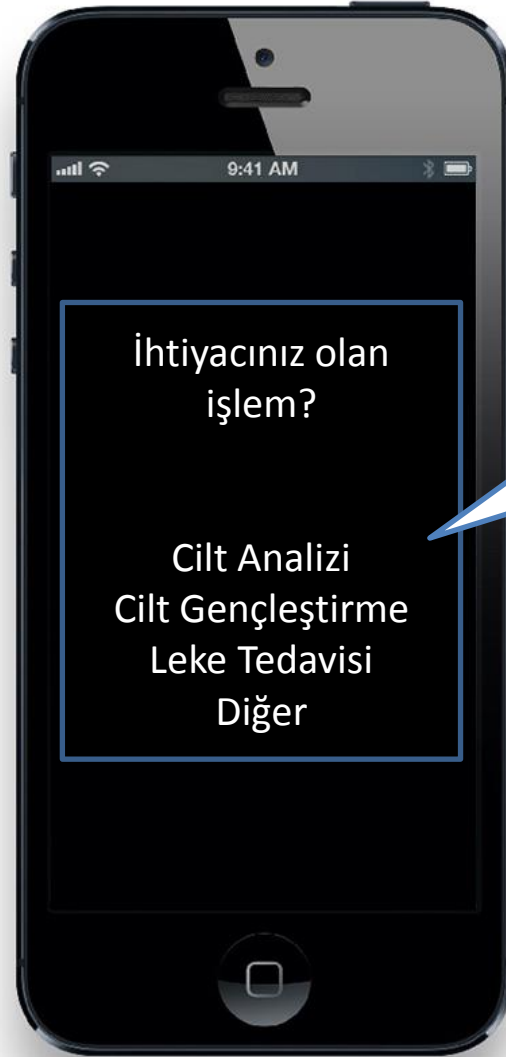 9:41 AM
İhtiyacınız olan
işlem?
Cilt Analizi
Cilt Gençleştirme
Leke Tedavisi
Diğer